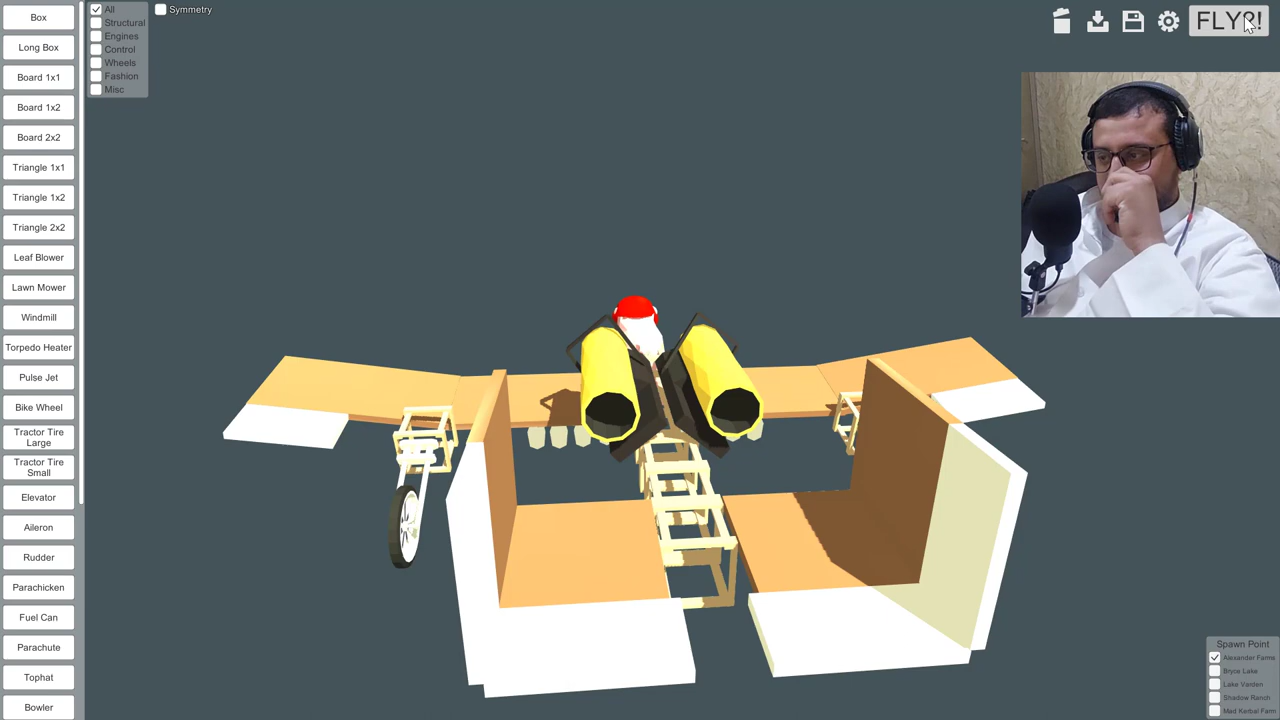 Box
Long Box
Board 1x1
Board 1x2
Board 2x2
Triangle 1x1
Triangle 1x2
Triangle 2x2
Leaf Blower
Lawn Mower
Windmill
Torpedo Heater
Pulse Jet
Bike Wheel
Tractor Tire
Large
Tractor Tire
Small
Elevator
Aileron
Rudder
Parachicken
Fuel Can
Parachute
Tophat
Bowler
All
Structural
Engines
Control
Wheels
Fashion
Misc
Symmetry
FLY?!
Spawn Point
Alexander Farms
Bryce Lake
Lake Varden
Shadow Ranch
Mad Kerbal Farm